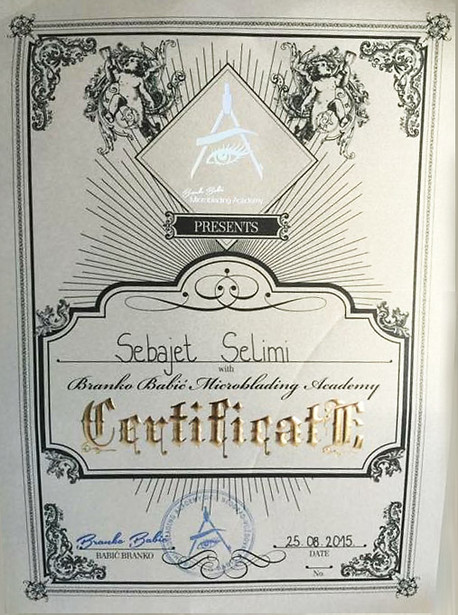 Branko Babić
Microblading Academy
PRESENTS
Sebajet Selimi
with
Branko Babić Microblading Academy
CertificatE
Branko Babić
BABIĆ BRANKO
25.08.2015.
DATE
No.